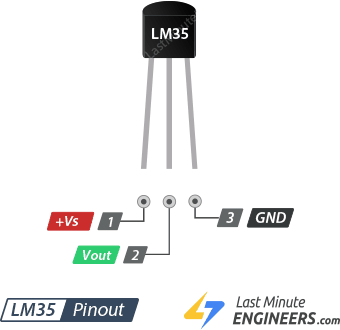 LM35
+Vs 1
3 GND
Vout 2
LM35 Pinout
Last Minute
ENGINEERS.com